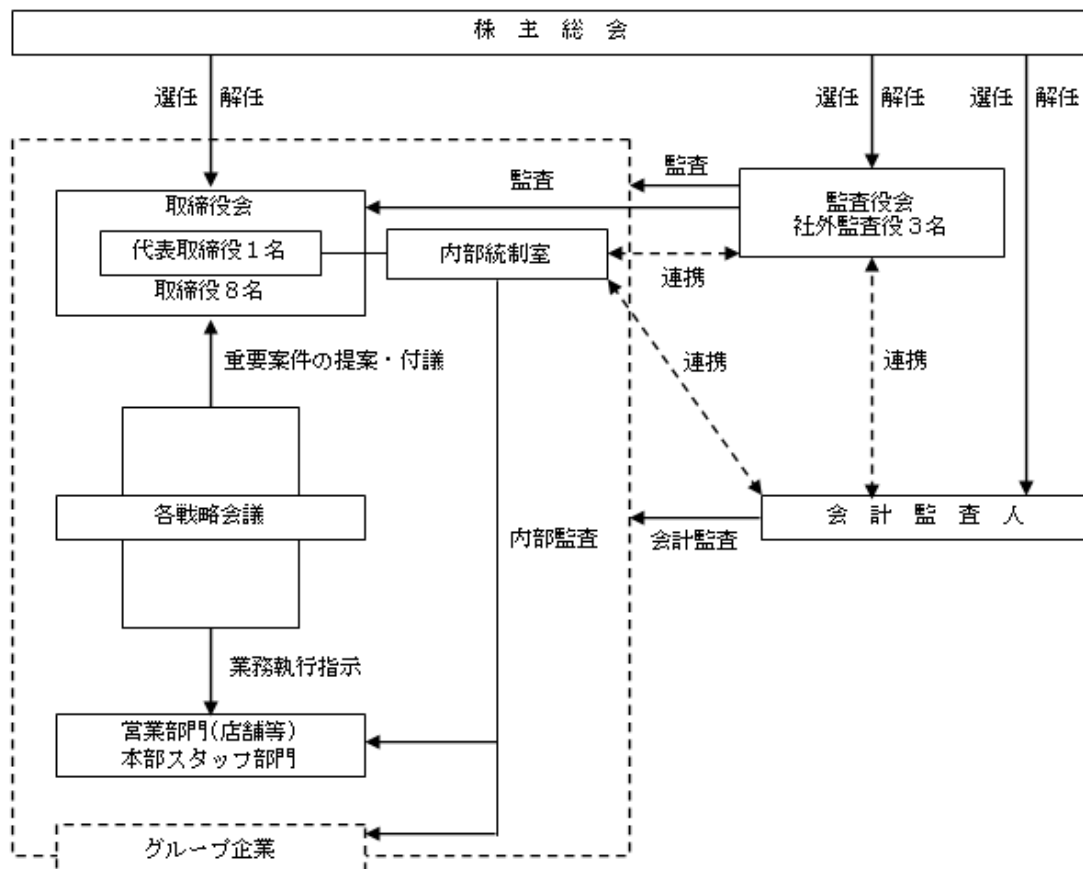 株主総会
選任 解任
選任 解任
選任 解任
監査
監査
取締役会
代表取締役1名
取締役8名
内部統制室
監査役会
社外監査役3名
連携
連携
連携
重要案件の提案・付議
各戦略会議
会計監査人
内部監査
会計監査
業務執行指示
営業部門(店舗等)
本部スタッフ部門
グループ企業